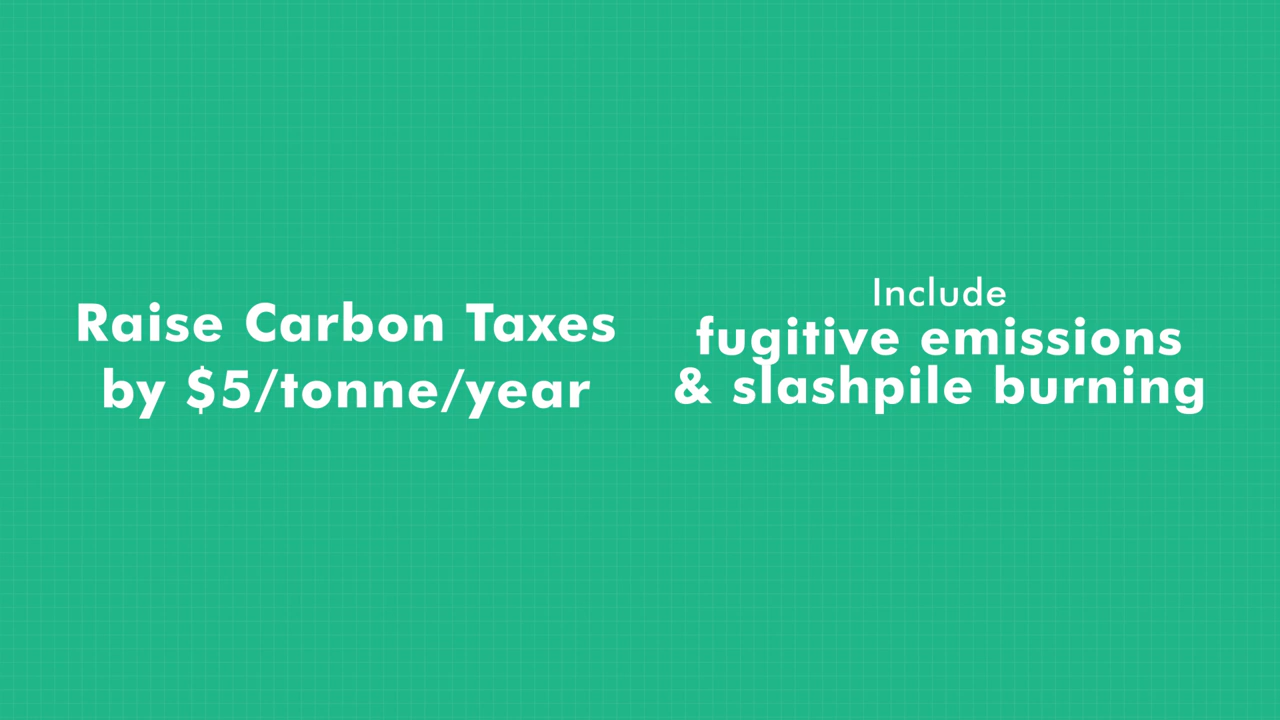 Raise Carbon Taxes
by $5/tonne/year
Include
fugitive emissions
& slashpile burning